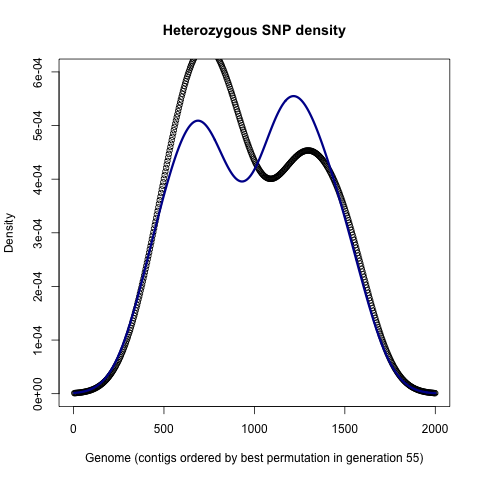 Heterozygous SNP density
Density
6e-04
5e-04
4e-04
3e-04
2e-04
1e-04
0e+00
0 500 1000 1500 2000
Genome (contigs ordered by best permutation in generation 55)